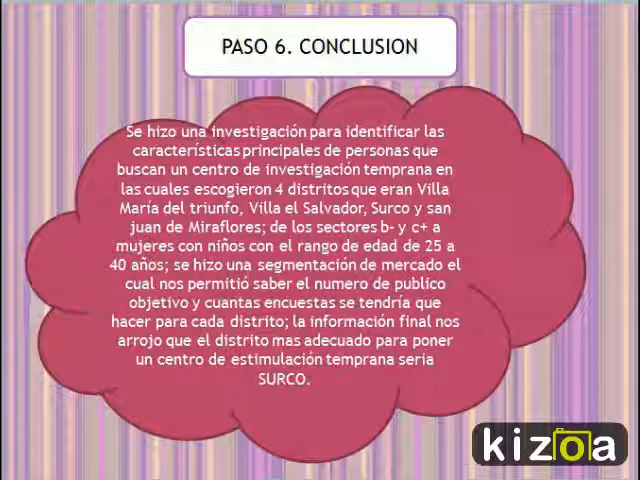 PASO 6. CONCLUSION
Se hizo una investigación para identificar las
características principales de personas que
buscan un centro de investigación temprana en
las cuales escogieron 4 distritos que eran Villa
María del triunfo, Villa el Salvador, Surco y san
juan de Miraflores; de los sectores b- y c+ a
mujeres con niños con el rango de edad de 25 a
40 años; se hizo una segmentación de mercado el
cual nos permitió saber el numero de publico
objetivo y cuantas encuestas se tendría que
hacer para cada distrito; la información final nos
arrojo que el distrito mas adecuado para poner
un centro de estimulación temprana seria
SURCO.
kizoa